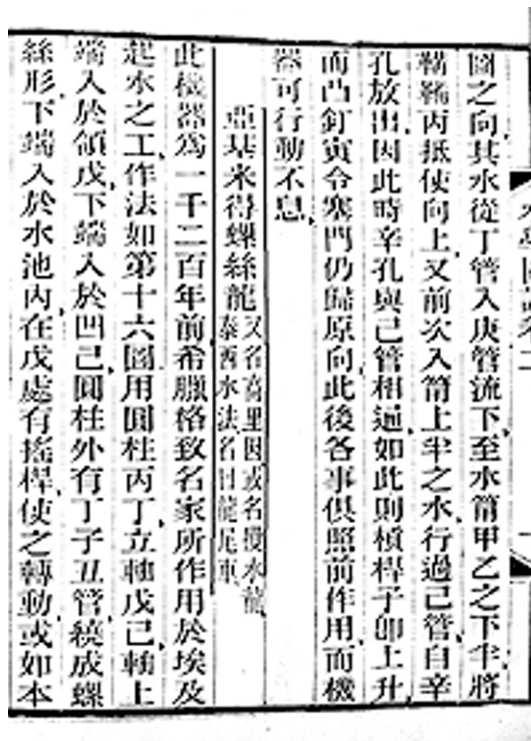 圖之向其水從丁管入庚管流下至水筩甲乙之下半將
鞲鞴丙抵使向上又前次入筩上半之水行過己管自辛
孔放出因此時辛孔與己管相通如此則槓桿子卯上升
而凸釘寅令塞門仍歸原向此後各事俱照前作用而機
器可行動不息
亞基米得螺絲龍
又名高里因或名澆水龍
泰西水法名曰龍尾車
此機器為一千二百年前希臘格致名家所作用於埃及
起水之工作法如第十六圖用圓柱丙丁立軸戊己軸上
端入於領戊下端入於凹己圓柱外有丁子丑管繞成螺
絲形下端入於水池內在戊處有搖桿使之轉動或如本